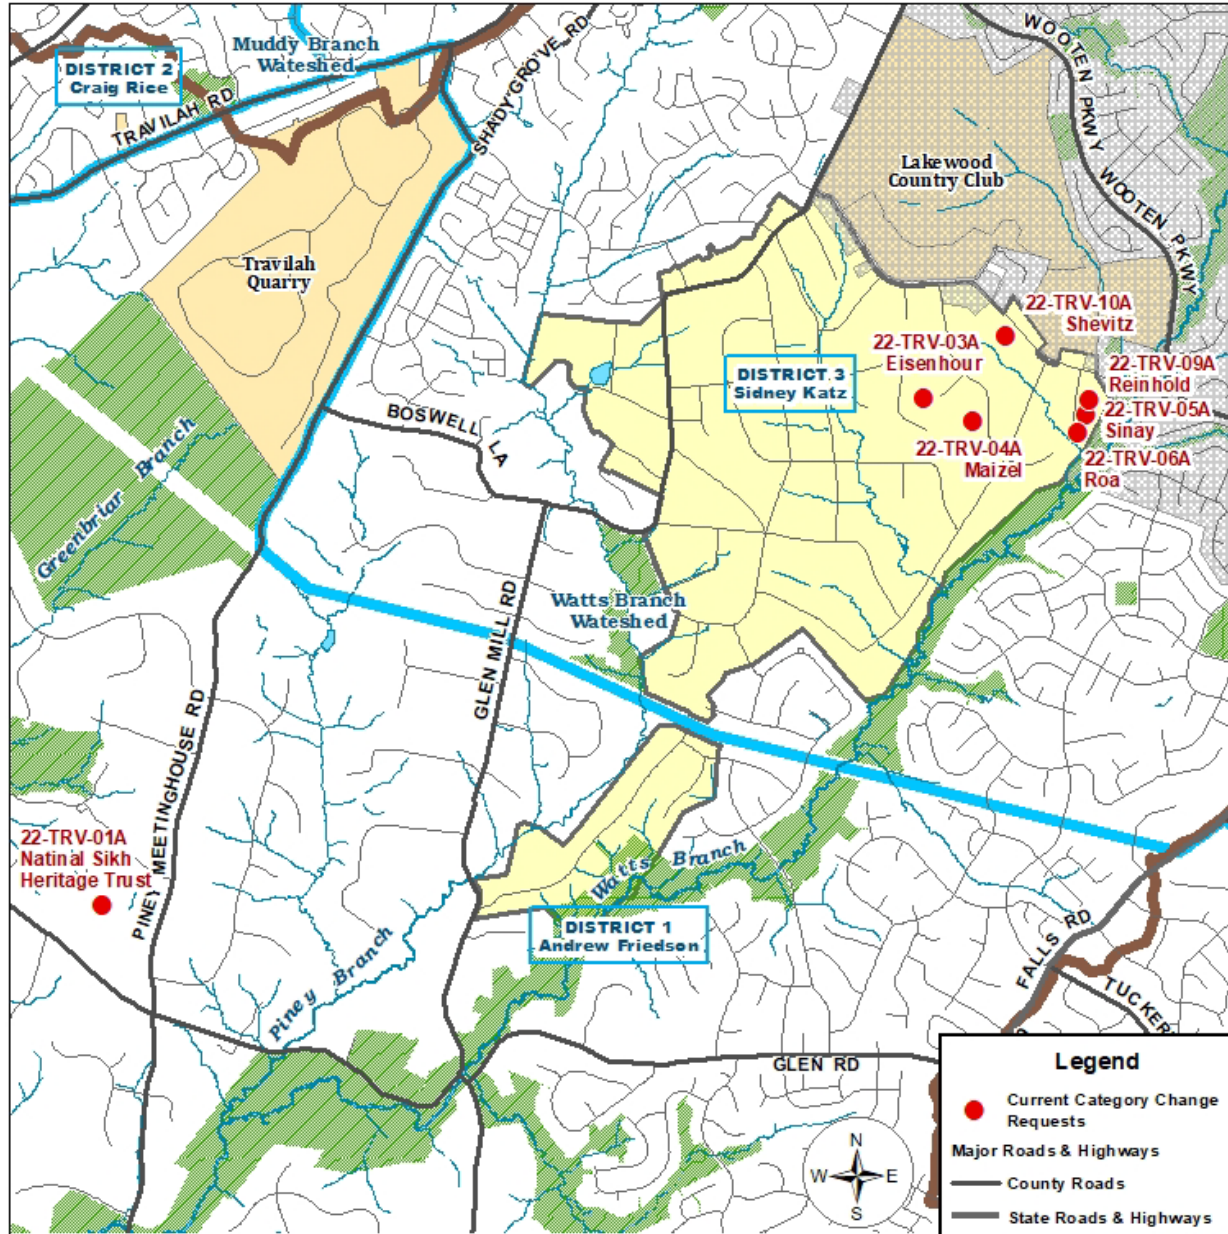 WOOTEN PKWY
Muddy Branch
Wateshed
DISTRICT 2
Craig Rice
TRAVILAH RD
SHADY GROVE RD
Lakewood
Country Club
WOOTEN PKWY
Travilah
Quarry
22-TRV-10A
Shevitz
22-TRV-03A
Eisenhour
22-TRV-09A
Reinhold
DISTRICT 3
Sidney Katz
22-TRV-05A
Sinay
BOSWELL LA
22-TRV-04A
Maizel
22-TRV-06A
Roa
Greenbriar Branch
Watts Branch
Wateshed
GLEN MILL RD
PINEY MEETINGHOUSE RD
22-TRV-01A
Natinal Sikh
Heritage Trust
Watts Branch
DISTRICT 1
Andrew Friedson
Piney Branch
FALLS RD
TUCKER
GLEN RD
N
W E
S
Legend
Current Category Change
Requests
Major Roads & Highways
County Roads
State Roads & Highways